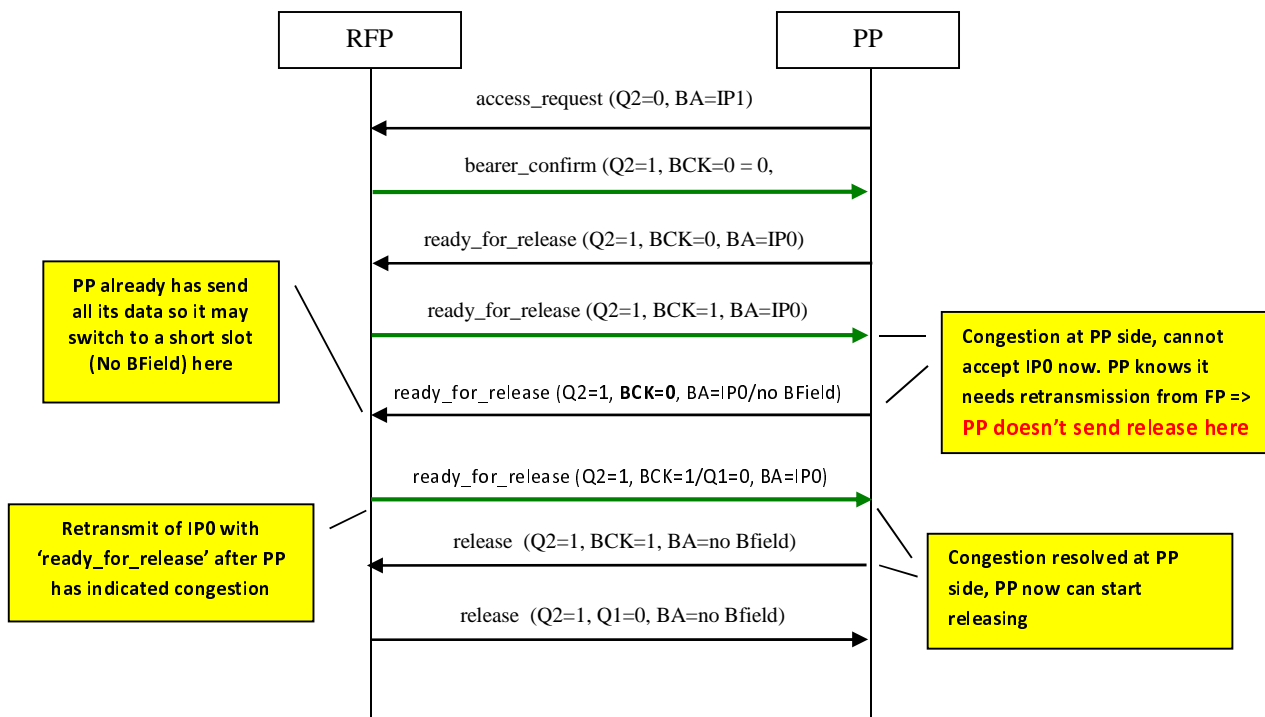 RFP
PP
access_request (Q2=0, BA=IP1)
bearer_confirm (Q2=1, BCK=0 = 0,
ready_for_release (Q2=1, BCK=0, BA=IP0)
PP already has send
all its data so it may
switch to a short slot
(No BField) here
ready_for_release (Q2=1, BCK=1, BA=IP0)
Congestion at PP side, cannot
accept IP0 now. PP knows it
needs retransmission from FP =>
PP doesn’t send release here
ready_for_release (Q2=1, BCK=0, BA=IP0/no BField)
ready_for_release (Q2=1, BCK=1/Q1=0, BA=IP0)
Retransmit of IP0 with
‘ready_for_release’ after PP
has indicated congestion
release (Q2=1, BCK=1, BA=no Bfield)
Congestion resolved at PP
side, PP now can start
releasing
release (Q2=1, Q1=0, BA=no Bfield)